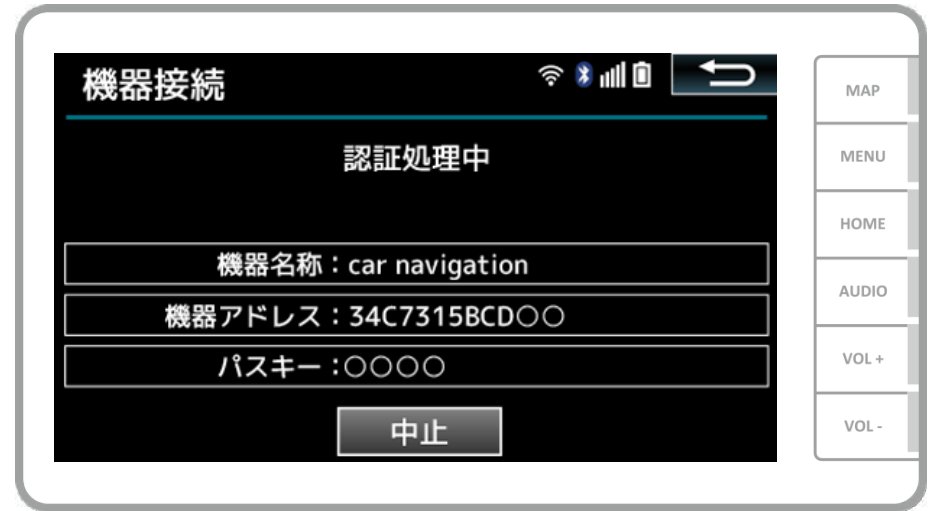 機器接続
認証処理中
機器名称：car navigation
機器アドレス：34C7315BCD○○
パスキー：○○○○
中止
MAP
MENU
HOME
AUDIO
VOL +
VOL -